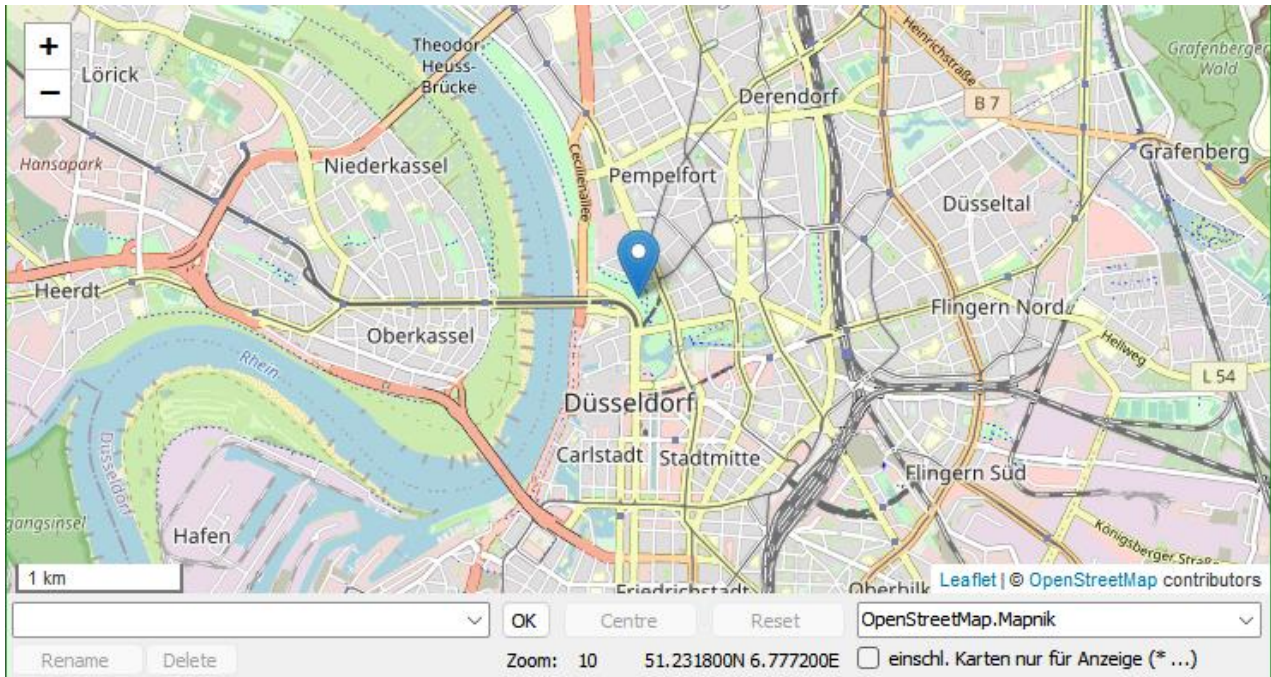 +
−
Theodor-
Heuss-
Brücke
Lörick
Heinrichstraße
Grafenberger
Wald
Derendorf
B 7
Hansapark
Niederkassel
Cecilienallee
Pempelfort
Grafenberg
Düsseltal
Heerdt
Oberkassel
Flingern Nord
Hellweg
Rhein
L 54
Düsseldorf
Düsseldorf
Carlstadt
Stadtmitte
Flingern Süd
gangsinsel
Hafen
Königsberger Straße
1 km
Friedrichstadt
Oberbilk
Leaflet | © OpenStreetMap contributors
OK
Centre
Reset
OpenStreetMap.Mapnik
Rename
Delete
Zoom: 10 51.231800N 6.777200E
einschl. Karten nur für Anzeige (* ...)